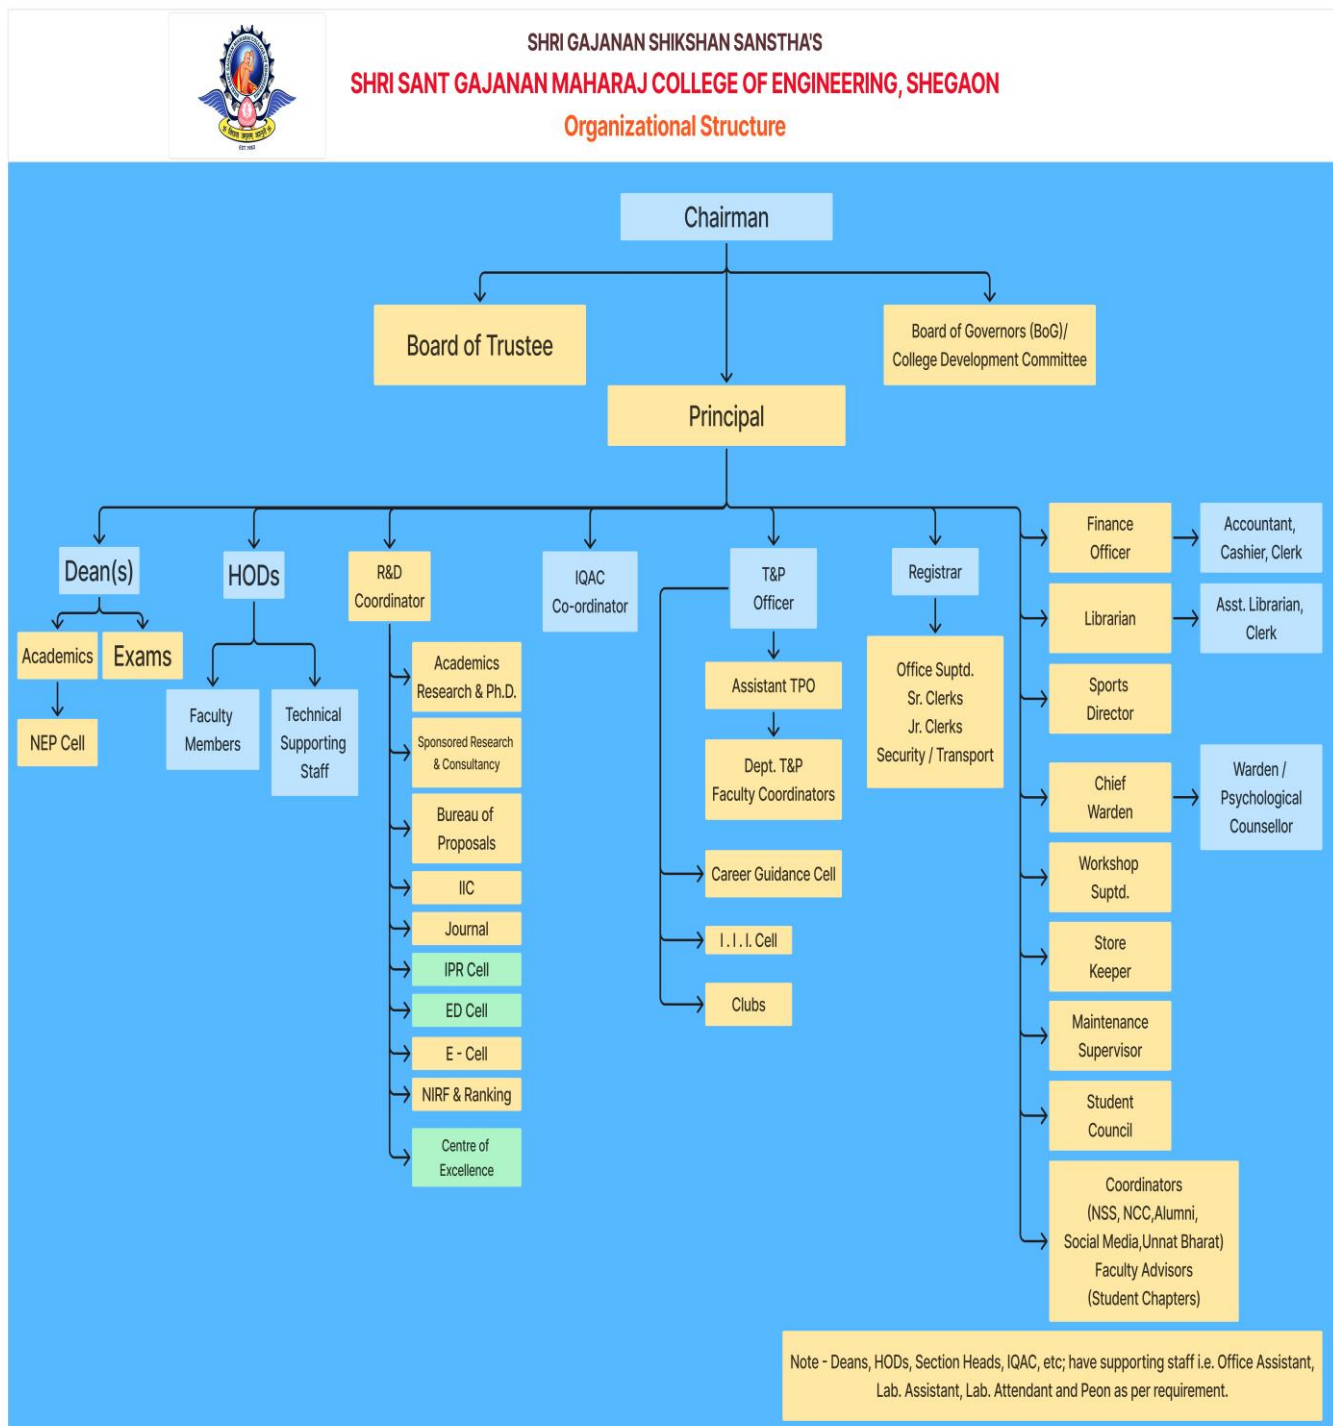 SHRI GAJANAN SHIKSHAN SANSTHA'S
SHRI SANT GAJANAN MAHARAJ COLLEGE OF ENGINEERING, SHEGAON
Organizational Structure
Chairman
Board of Trustee
Board of Governors (BoG)/
College Development Committee
Principal
Dean(s)
Academics
Exams
NEP Cell
HODs
Faculty
Members
Technical
Supporting
Staff
R&D
Coordinator
Academics
Research & Ph.D.
Sponsored Research
& Consultancy
Bureau of
Proposals
IIC
Journal
IPR Cell
ED Cell
E - Cell
NIRF & Ranking
Centre of
Excellence
IQAC
Co-ordinator
T&P
Officer
Assistant TPO
Dept. T&P
Faculty Coordinators
Career Guidance Cell
I . I . I. Cell
Clubs
Registrar
Office Suptd.
Sr. Clerks
Jr. Clerks
Security / Transport
Finance
Officer
Accountant,
Cashier, Clerk
Librarian
Asst. Librarian,
Clerk
Sports
Director
Chief
Warden
Warden /
Psychological
Counsellor
Workshop
Suptd.
Store
Keeper
Maintenance
Supervisor
Student
Council
Coordinators
(NSS, NCC,Alumni,
Social Media,Unnat Bharat)
Faculty Advisors
(Student Chapters)
Note - Deans, HODs, Section Heads, IQAC, etc; have supporting staff i.e. Office Assistant,
Lab. Assistant, Lab. Attendant and Peon as per requirement.